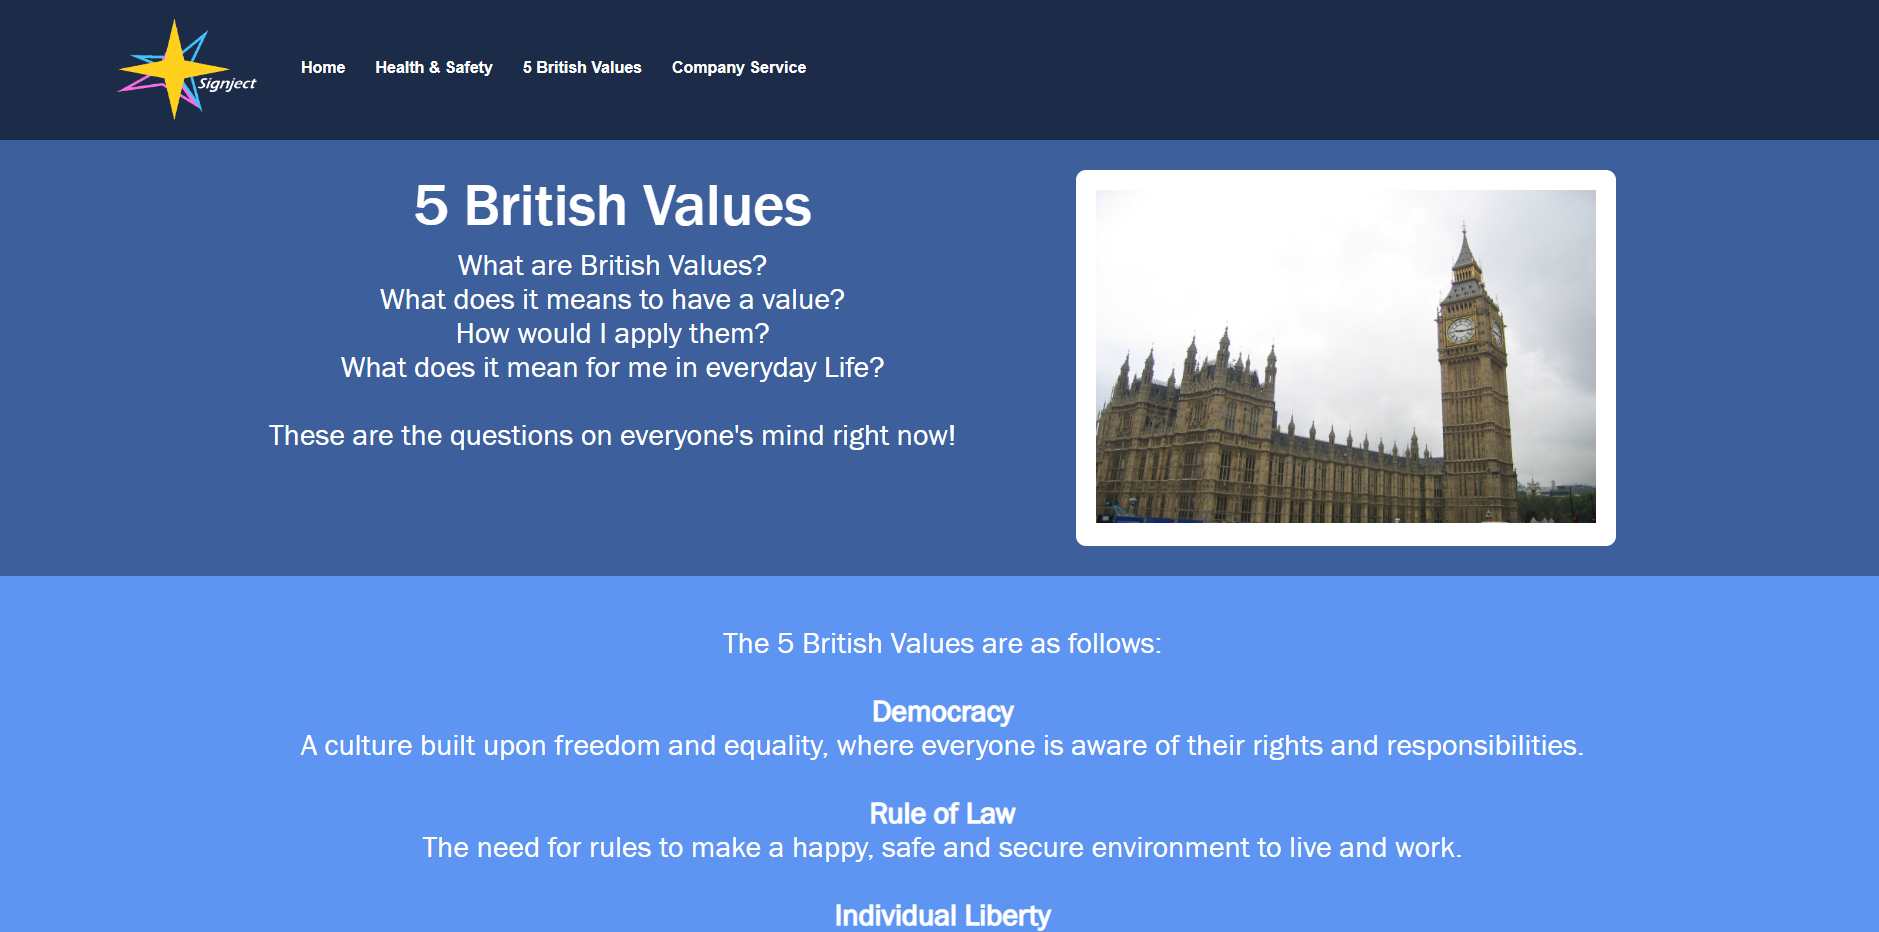 Signject
Home
Health & Safety
5 British Values
Company Service
5 British Values
What are British Values?
What does it means to have a value?
How would I apply them?
What does it mean for me in everyday Life?
These are the questions on everyone's mind right now!
The 5 British Values are as follows:
Democracy
A culture built upon freedom and equality, where everyone is aware of their rights and responsibilities.
Rule of Law
The need for rules to make a happy, safe and secure environment to live and work.
Individual Liberty